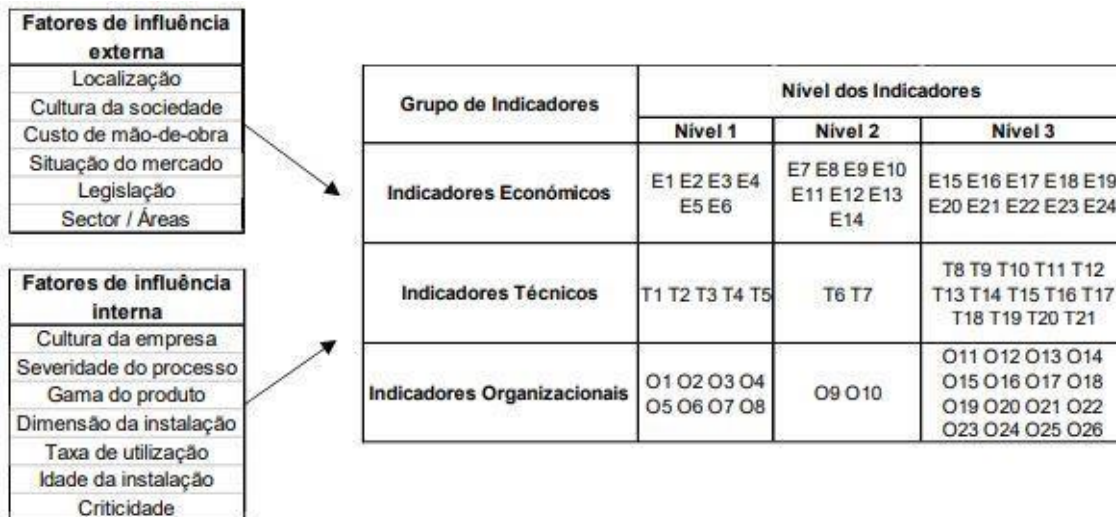 Fatores de influência
externa
Localização
Cultura da sociedade
Custo de mão-de-obra
Situação do mercado
Legislação
Sector / Áreas
Fatores de influência
interna
Cultura da empresa
Severidade do processo
Gama do produto
Dimensão da instalação
Taxa de utilização
Idade da instalação
Criticidade
Grupo de Indicadores
Nível dos Indicadores
Nível 1 Nível 2 Nível 3
Indicadores Económicos
E1 E2 E3 E4
E5 E6
E7 E8 E9 E10
E11 E12 E13
E14
E15 E16 E17 E18 E19
E20 E21 E22 E23 E24
Indicadores Técnicos
T1 T2 T3 T4 T5
T6 T7
T8 T9 T10 T11 T12
T13 T14 T15 T16 T17
T18 T19 T20 T21
Indicadores Organizacionais
O1 O2 O3 O4
O5 O6 O7 O8
O9 O10
O11 O12 O13 O14
O15 O16 O17 O18
O19 O20 O21 O22
O23 O24 O25 O26